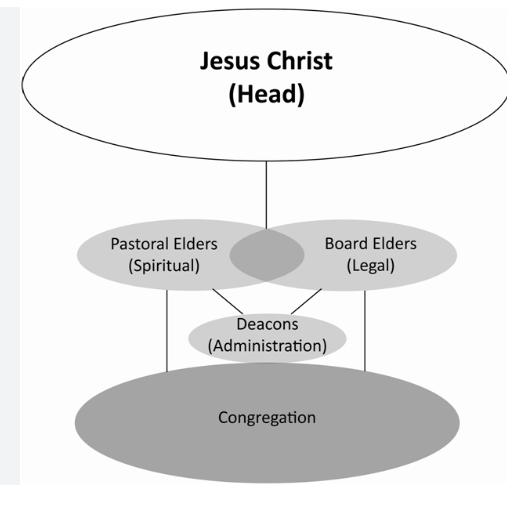 Jesus Christ
(Head)
Pastoral Elders
(Spiritual)
Board Elders
(Legal)
Deacons
(Administration)
Congregation